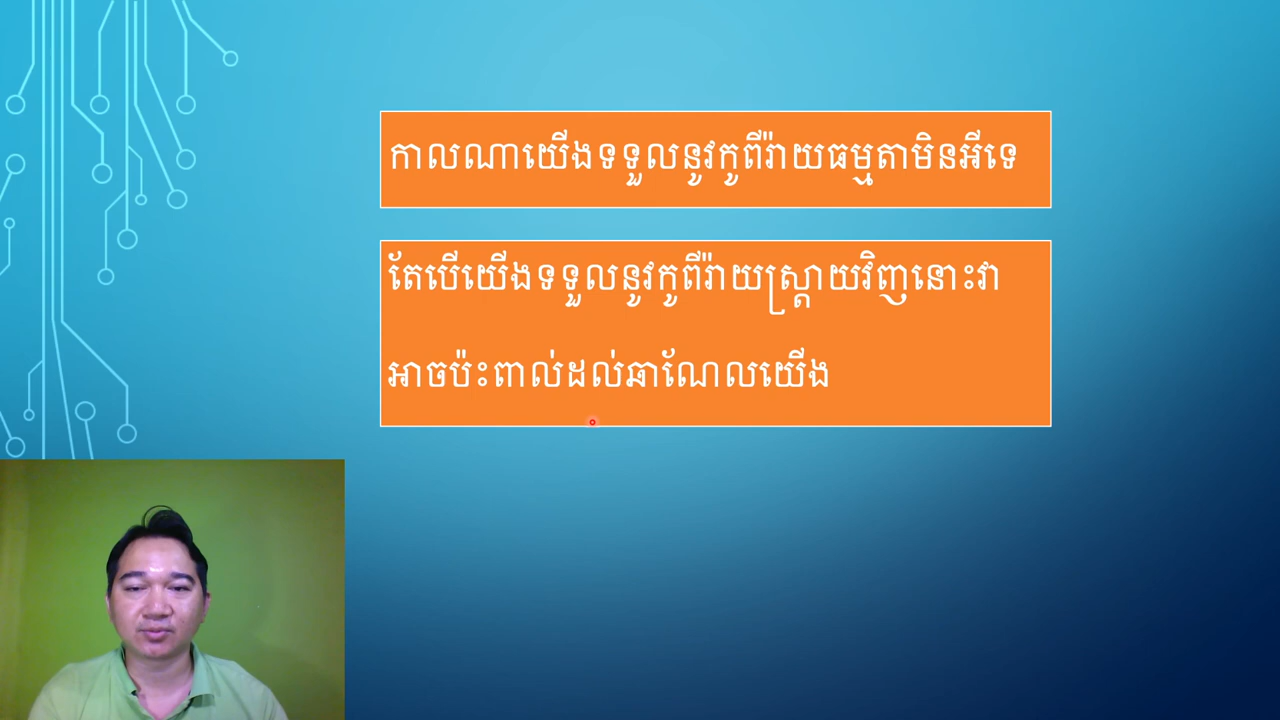 កាលណាយើងទទួលនូវកូពីរ៉ាយធម្មតាមិនអីទេ
តែបើយើងទទួលនូវកូពីរ៉ាយស្ត្រាយវិញនោះវា
អាចប៉ះពាល់ដល់ឆាណែលយើង